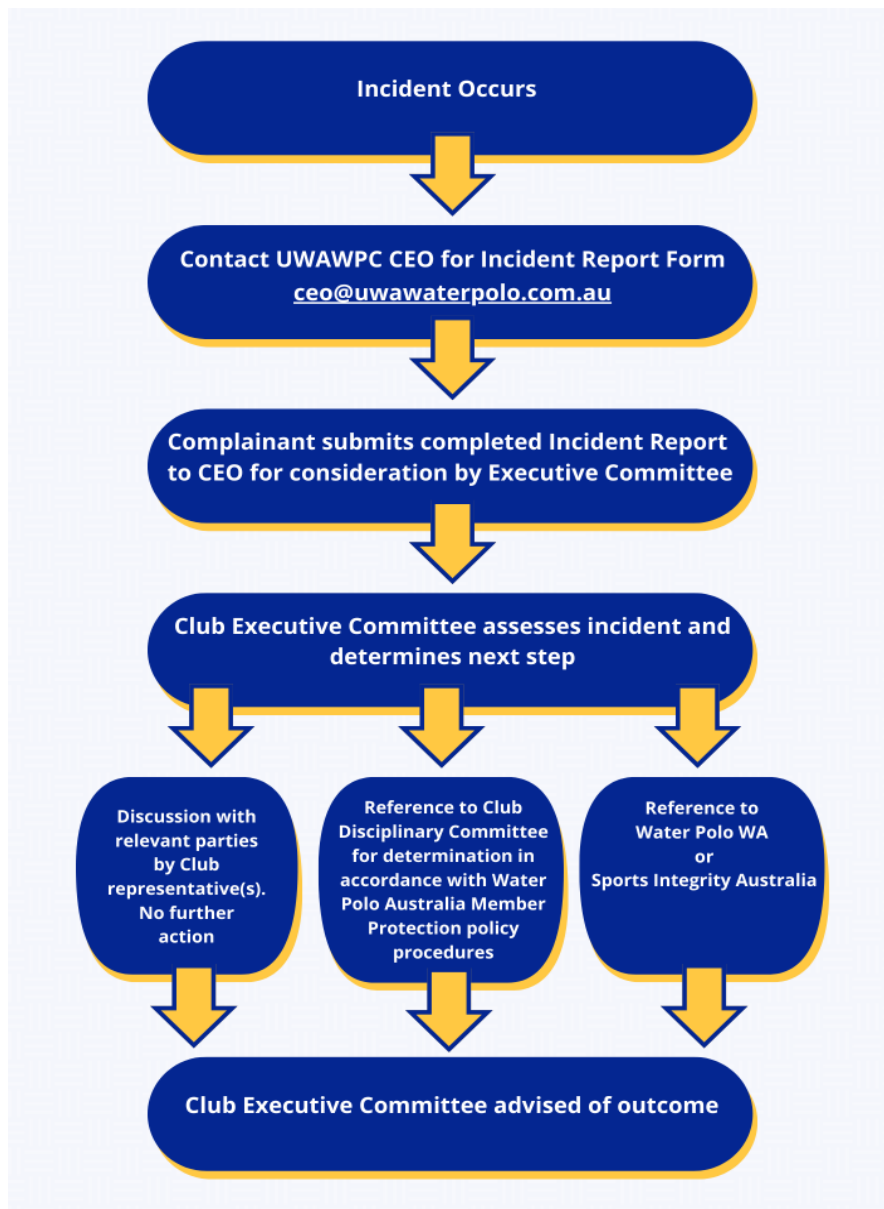 Incident Occurs
Contact UWAWPC CEO for Incident Report Form
ceo@uwawaterpolo.com.au
Complainant submits completed Incident Report
to CEO for consideration by Executive Committee
Club Executive Committee assesses incident and
determines next step
Discussion with
relevant parties
by Club
representative(s).
No further
action
Reference to Club
Disciplinary Committee
for determination in
accordance with Water
Polo Australia Member
Protection policy
procedures
Reference to
Water Polo WA
or
Sports Integrity Australia
Club Executive Committee advised of outcome